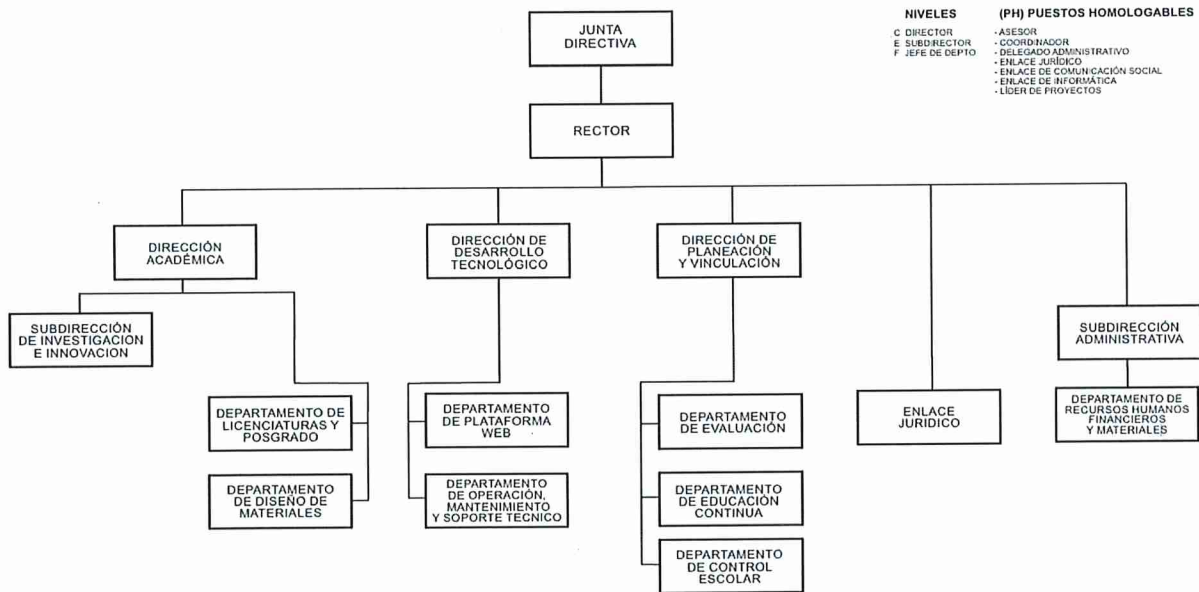 JUNTA
DIRECTIVA
NIVELES
C DIRECTOR
E SUBDIRECTOR
F JEFE DE DEPTO
(PH) PUESTOS HOMOLOGABLES
- ASESOR
- COORDINADOR
- DELEGADO ADMINISTRATIVO
- ENLACE JURÍDICO
- ENLACE DE COMUNICACIÓN SOCIAL
- ENLACE DE INFORMÁTICA
- LÍDER DE PROYECTOS
RECTOR
DIRECCIÓN
ACADÉMICA
DIRECCIÓN DE
DESARROLLO
TECNOLÓGICO
DIRECCIÓN DE
PLANEACIÓN
Y VINCULACIÓN
SUBDIRECCIÓN
DE INVESTIGACION
E INNOVACION
SUBDIRECCIÓN
ADMINISTRATIVA
DEPARTAMENTO DE
LICENCIATURAS Y
POSGRADO
DEPARTAMENTO
DE PLATAFORMA
WEB
DEPARTAMENTO
DE EVALUACIÓN
ENLACE
JURIDICO
DEPARTAMENTO DE
RECURSOS HUMANOS
FINANCIEROS
Y MATERIALES
DEPARTAMENTO
DE DISEÑO DE
MATERIALES
DEPARTAMENTO
DE OPERACIÓN,
MANTENIMIENTO
Y SOPORTE TECNICO
DEPARTAMENTO
DE EDUCACIÓN
CONTINUA
DEPARTAMENTO
DE CONTROL
ESCOLAR